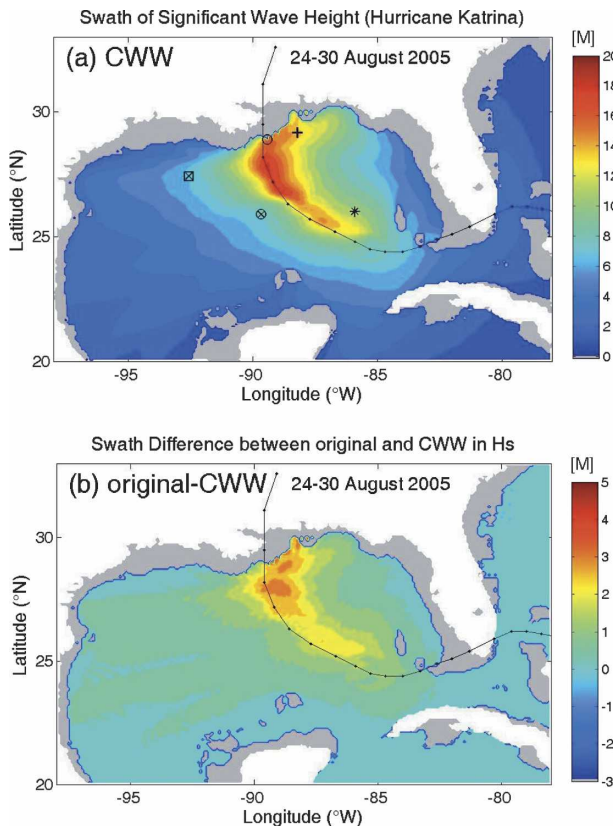 Swath of Significant Wave Height (Hurricane Katrina)
[M]
(a) CWW
24-30 August 2005
20
18
16
14
12
10
8
6
4
2
0
30
25
20
Latitude (°N)
-95
-90
-85
-80
Longitude (°W)
Swath Difference between original and CWW in Hs
[M]
(b) original-CWW
24-30 August 2005
5
4
3
2
1
0
-1
-2
-3
30
25
20
Latitude (°N)
-95
-90
-85
-80
Longitude (°W)